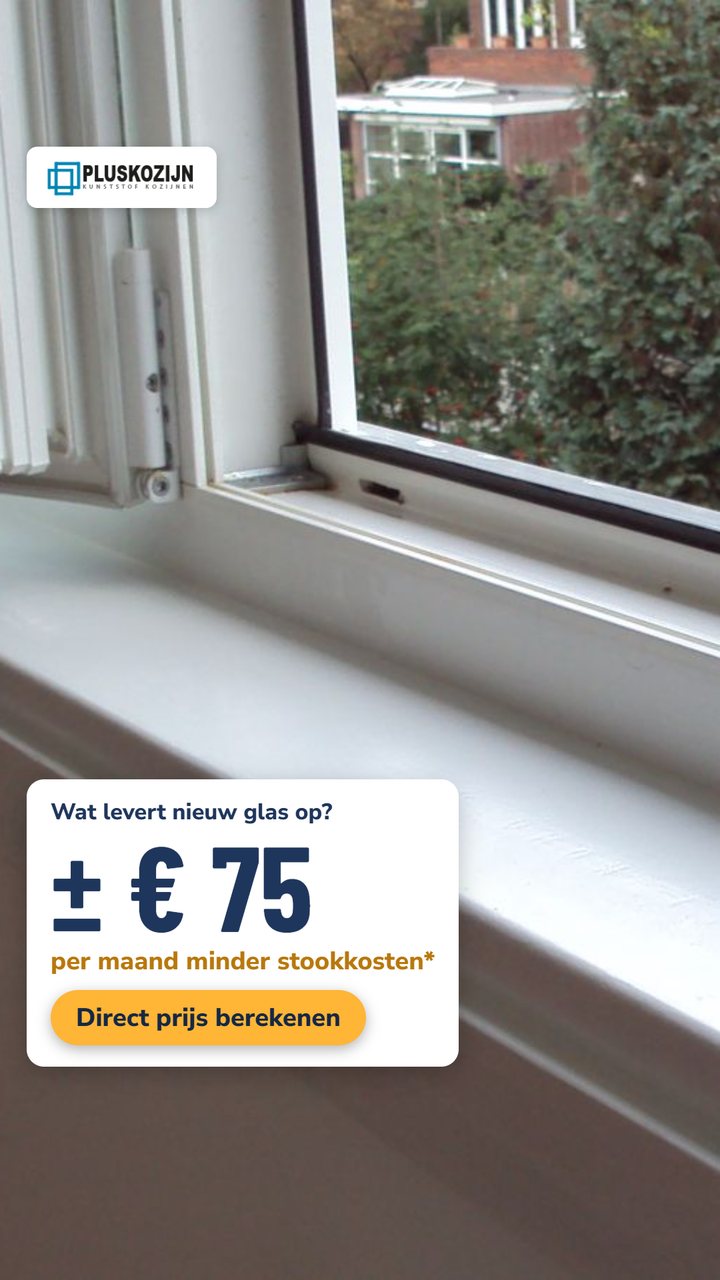 PLUSKOZIJN
KUNSTSTOF KOZIJNEN
Wat levert nieuw glas op?
± € 75
per maand minder stookkosten*
Direct prijs berekenen